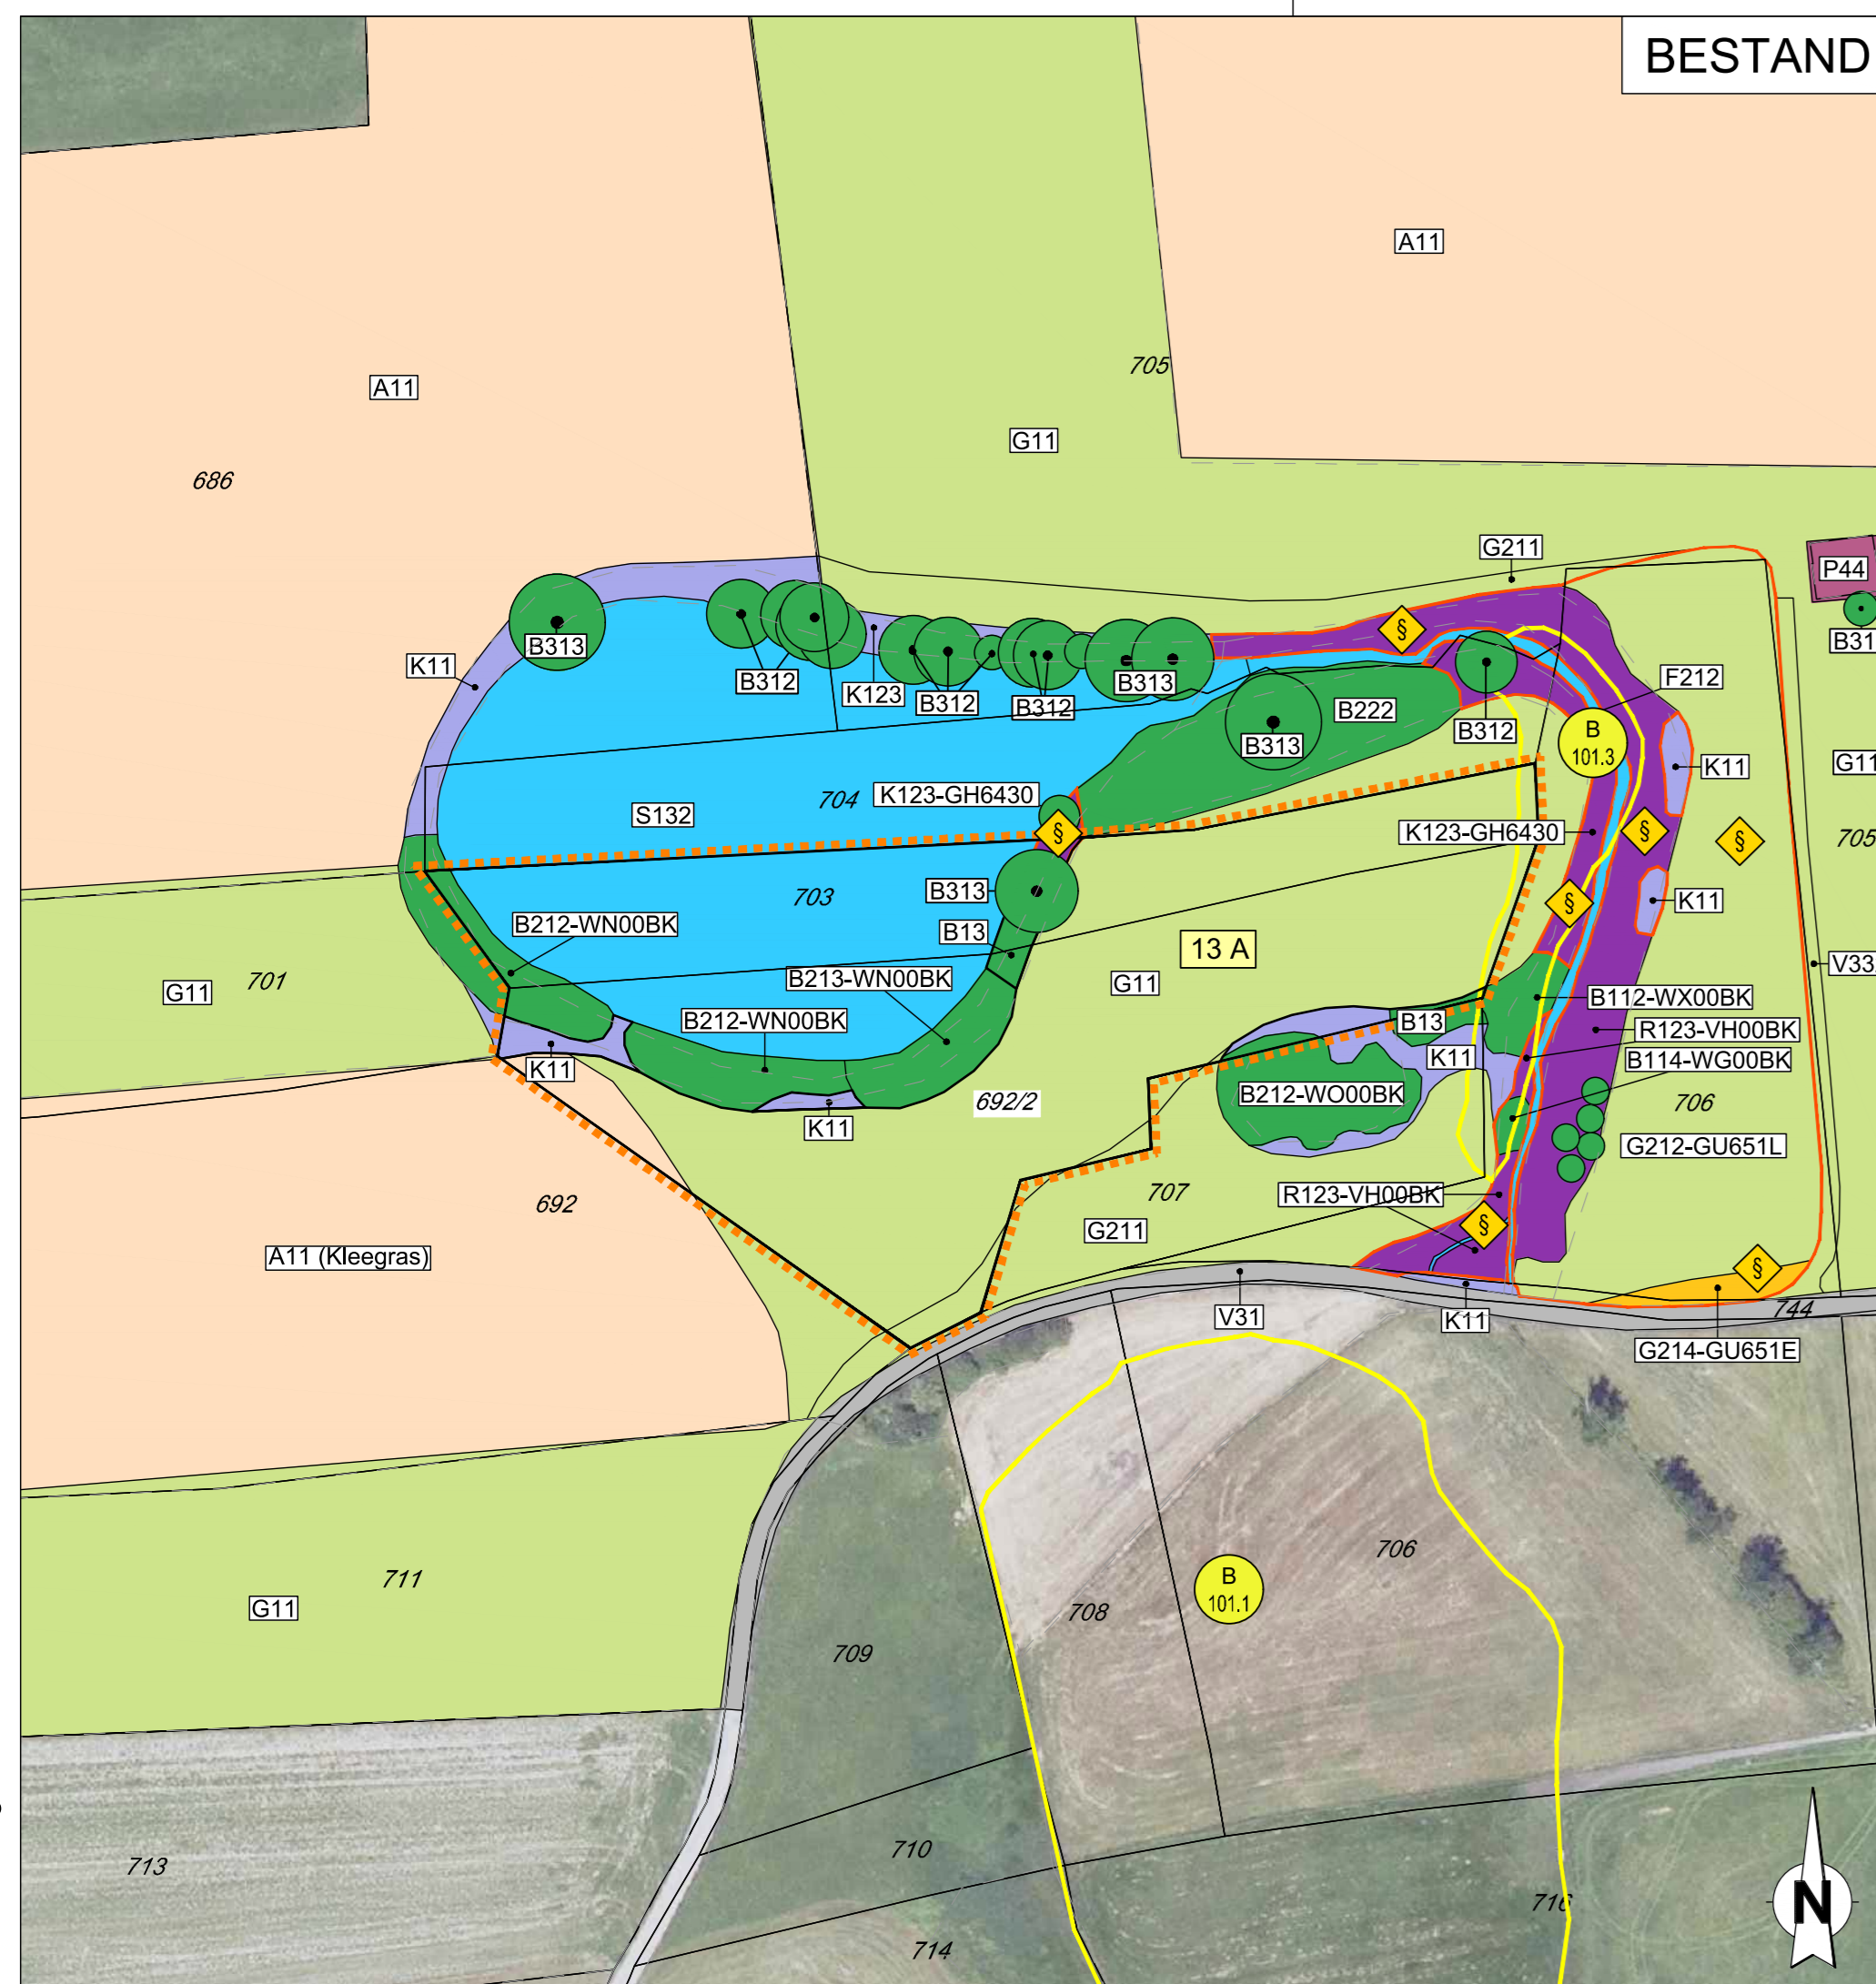 BESTAND
A11
705
A11
G11
686
G211
P44
B313
B31
K11
F212
B312
K123
B312
B312
B313
B222
B313
B312
B
101.3
K11
G11
704
K123-GH6430
S132
K123-GH6430
§
§
§
§
705
703
B313
§
K11
B212-WN00BK
B13
13 A
G11
701
G11
B213-WN00BK
V33
B112-WX00BK
B212-WN00BK
B13
R123-VH00BK
K11
B114-WG00BK
K11
B212-WO00BK
692/2
706
K11
G212-GU651L
692
707
R123-VH00BK
§
G211
A11 (Kleegras)
§
V31
K11
744
G214-GU651E
706
711
B
101.1
G11
708
709
710
713
716
N
714